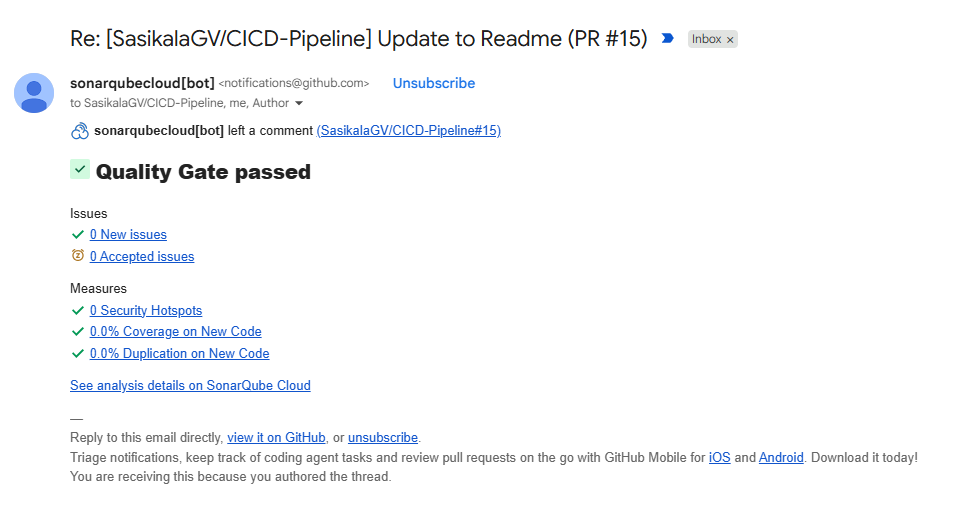 Re: [SasikalaGV/CICD-Pipeline] Update to Readme (PR #15) Inbox ×
sonarqubecloud[bot] <notifications@github.com> Unsubscribe
to SasikalaGV/CICD-Pipeline, me, Author
sonarqubecloud[bot] left a comment (SasikalaGV/CICD-Pipeline#15)
Quality Gate passed
Issues
0 New issues
0 Accepted issues
Measures
0 Security Hotspots
0.0% Coverage on New Code
0.0% Duplication on New Code
See analysis details on SonarQube Cloud
—
Reply to this email directly, view it on GitHub, or unsubscribe.
Triage notifications, keep track of coding agent tasks and review pull requests on the go with GitHub Mobile for iOS and Android. Download it today!
You are receiving this because you authored the thread.